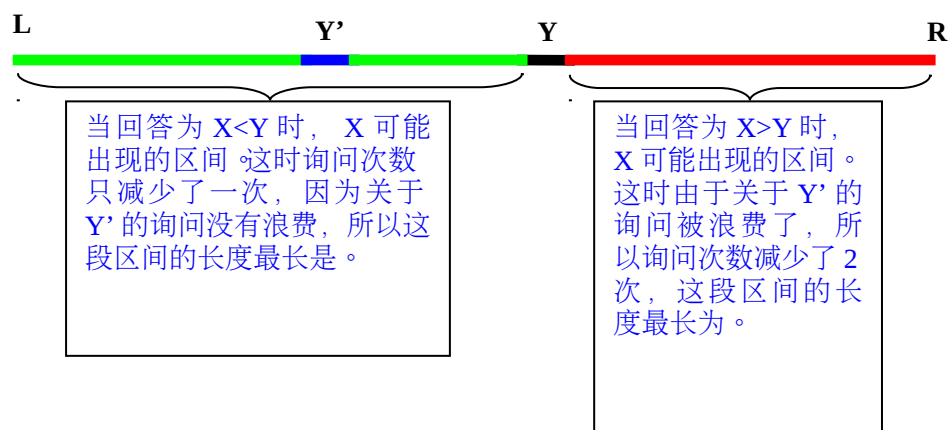 L Y’ Y R
当回答为 X<Y 时， X 可能
出现的区间。这时询问次数
只减少了一次，因为关于
Y’ 的询问没有浪费，所以这
段区间的长度最长是。
当回答为 X>Y 时，
X 可能出现的区间。
这时由于关于 Y’ 的
询问被浪费了，所
以询问次数减少了 2
次，这段区间的长
度最长为。